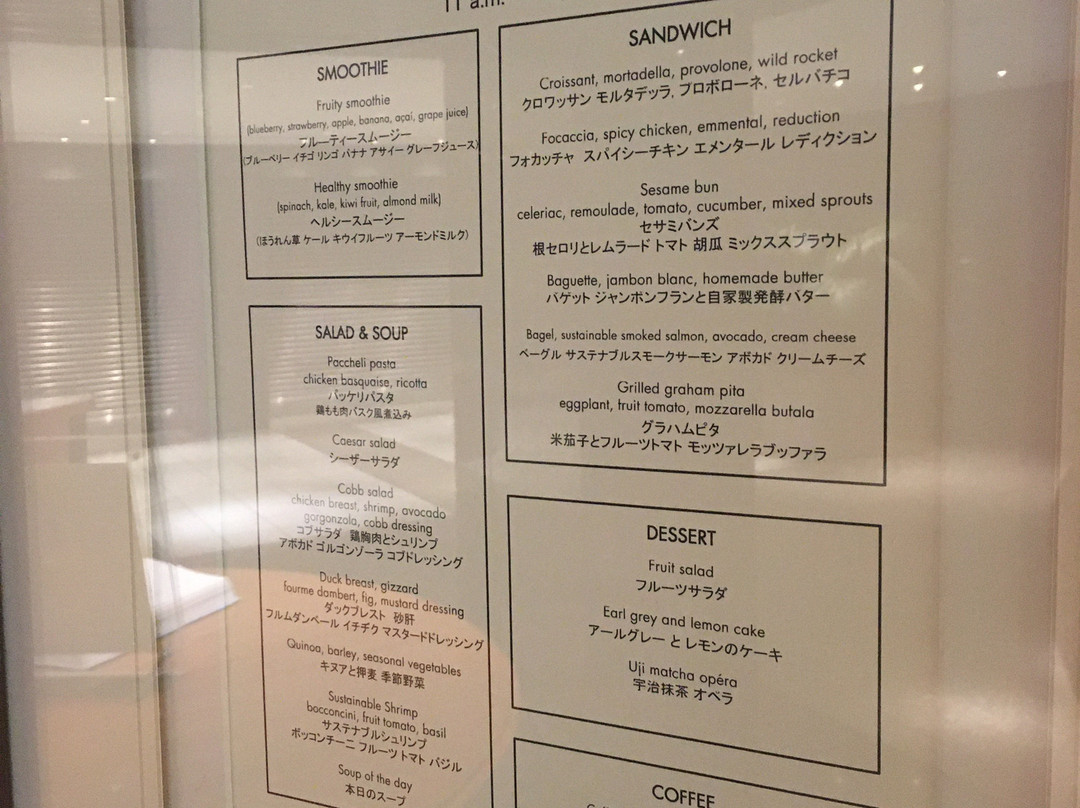 11 a.m.
SMOOTHIE
Fruity smoothie
(blueberry, strawberry, apple, banana, açaí, grape juice)
フルーティースムージー
(ブルーベリー イチゴ リンゴ バナナ アサイー グレープジュース)
Healthy smoothie
(spinach, kale, kiwi fruit, almond milk)
ヘルシースムージー
(ほうれん草 ケール キウイフルーツ アーモンドミルク)
SALAD & SOUP
Paccheli pasta
chicken basquaise, ricotta
パッケリパスタ
鶏もも肉バスク風煮込み
Caesar salad
シーザーサラダ
Cobb salad
chicken breast, shrimp, avocado
gorgonzola, cobb dressing
コブサラダ 鶏胸肉とシュリンプ
アボカド ゴルゴンゾーラ コブドレッシング
Duck breast, gizzard
fourme dambert, fig, mustard dressing
ダックブレスト 砂肝
フルムダンベール イチヂク マスタードドレッシング
Quinoa, barley, seasonal vegetables
キヌアと押麦 季節野菜
Sustainable Shrimp
bocconcini, fruit tomato, basil
サステナブルシュリンプ
ボッコンチーニ フルーツ トマト バジル
Soup of the day
本日のスープ
SANDWICH
Croissant, mortadella, provolone, wild rocket
クロワッサン モルタデッラ, プロボローネ, セルバチコ
Focaccia, spicy chicken, emmental, reduction
フォカッチャ スパイシーチキン エメンタール レディクション
Sesame bun
celeriac, remoulade, tomato, cucumber, mixed sprouts
セサミバンズ
根セロリとレムラード トマト 胡瓜 ミックススプラウト
Baguette, jambon blanc, homemade butter
バゲット ジャンボンフランと自家製発酵バター
Bagel, sustainable smoked salmon, avocado, cream cheese
ベーグル サステナブルスモークサーモン アボカド クリームチーズ
Grilled graham pita
eggplant, fruit tomato, mozzarella bufala
グラハムピタ
米茄子とフルーツトマト モッツァレラブッファラ
DESSERT
Fruit salad
フルーツサラダ
Earl grey and lemon cake
アールグレー と レモンのケーキ
Uji matcha opéra
宇治抹茶 オペラ
COFFEE